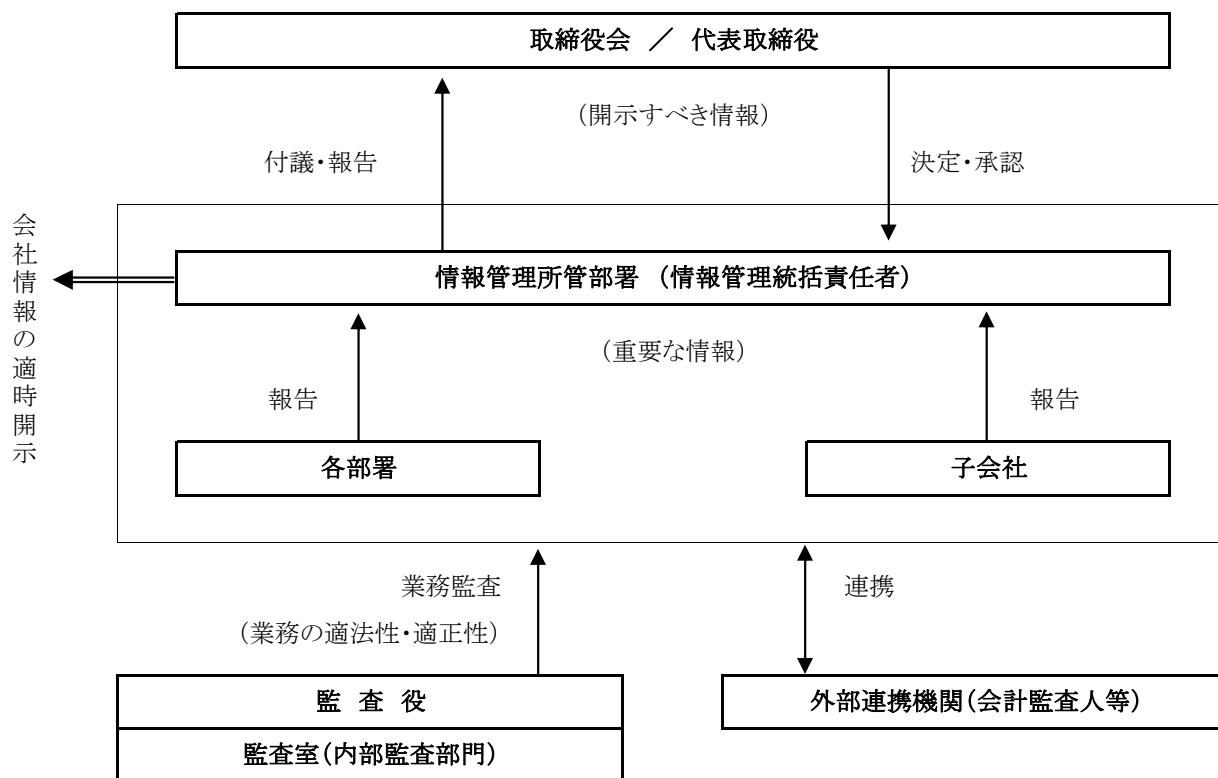 取締役会 ／ 代表取締役
（開示すべき情報）
付議・報告
決定・承認
会社情報の適時開示
情報管理所管部署 （情報管理統括責任者）
（重要な情報）
報告
報告
各部署
子会社
業務監査
（業務の適法性・適正性）
連携
監 査 役
監査室（内部監査部門）
外部連携機関（会計監査人等）